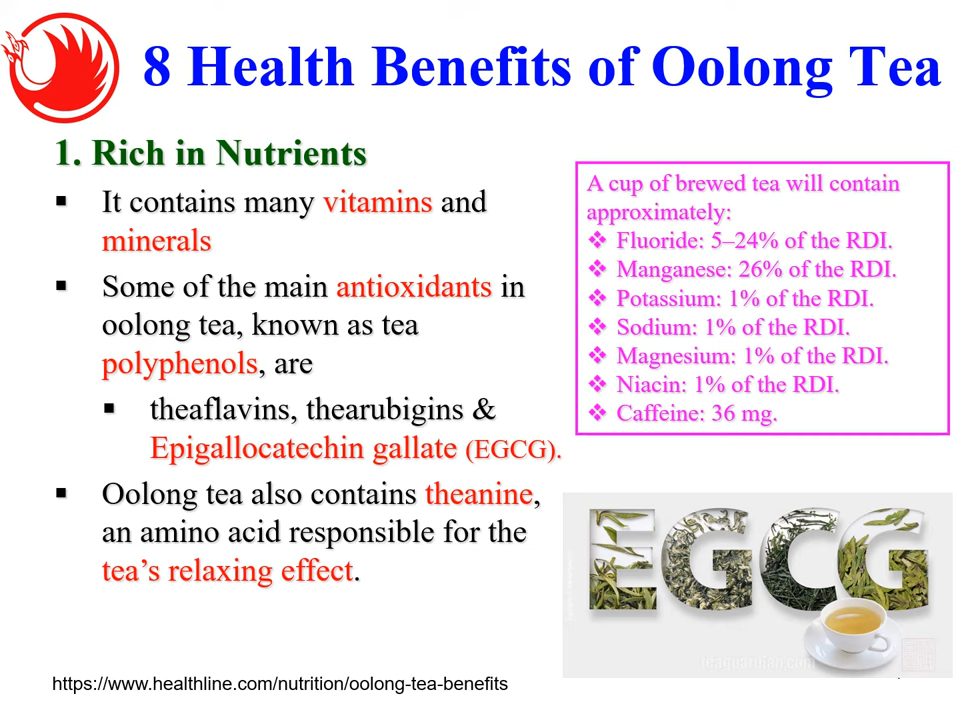 8 Health Benefits of Oolong Tea
1. Rich in Nutrients
▪ It contains many vitamins and
minerals
▪ Some of the main antioxidants in
oolong tea, known as tea
polyphenols, are
▪ theaflavins, thearubigins &
Epigallocatechin gallate (EGCG).
▪ Oolong tea also contains theanine,
an amino acid responsible for the
tea’s relaxing effect.
A cup of brewed tea will contain
approximately:
❖ Fluoride: 5–24% of the RDI.
❖ Manganese: 26% of the RDI.
❖ Potassium: 1% of the RDI.
❖ Sodium: 1% of the RDI.
❖ Magnesium: 1% of the RDI.
❖ Niacin: 1% of the RDI.
❖ Caffeine: 36 mg.
EGCG
https://www.healthline.com/nutrition/oolong-tea-benefits